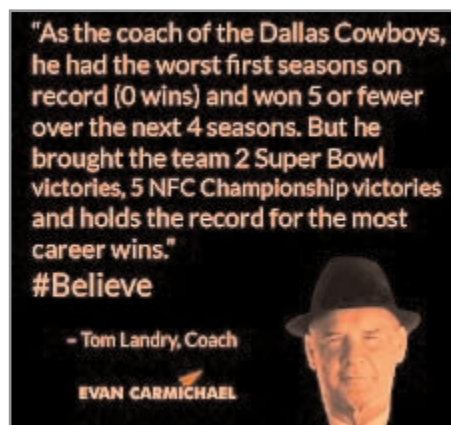 “As the coach of the Dallas Cowboys,
he had the worst first seasons on
record (0 wins) and won 5 or fewer
over the next 4 seasons. But he
brought the team 2 Super Bowl
victories, 5 NFC Championship victories
and holds the record for the most
career wins.”
#Believe
– Tom Landry, Coach
EVAN CARMICHAEL